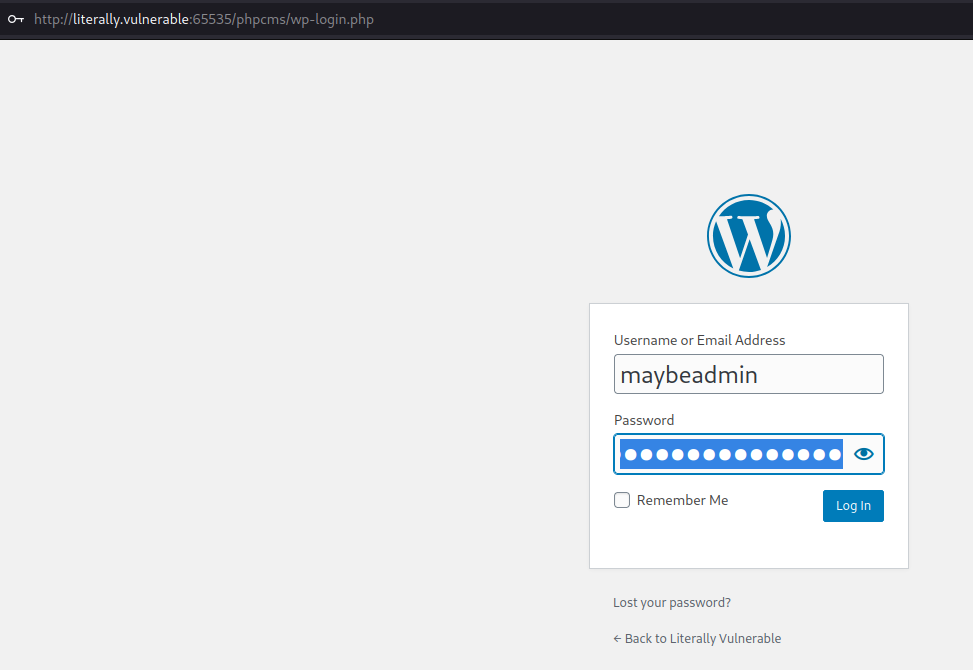 http://literally.vulnerable:65535/phpcms/wp-login.php
Username or Email Address
maybeadmin
Password
Remember Me
Log In
Lost your password?
← Back to Literally Vulnerable